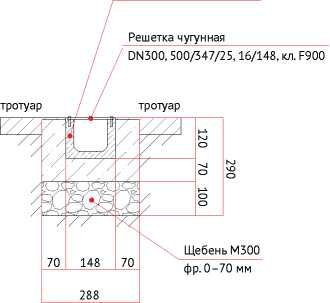 Решетка чугунная
DN300, 500/347/25, 16/148, кл. F900
тротуар
тротуар
120
70
100
290
Щебень М300
фр. 0–70 мм
70
148
70
288